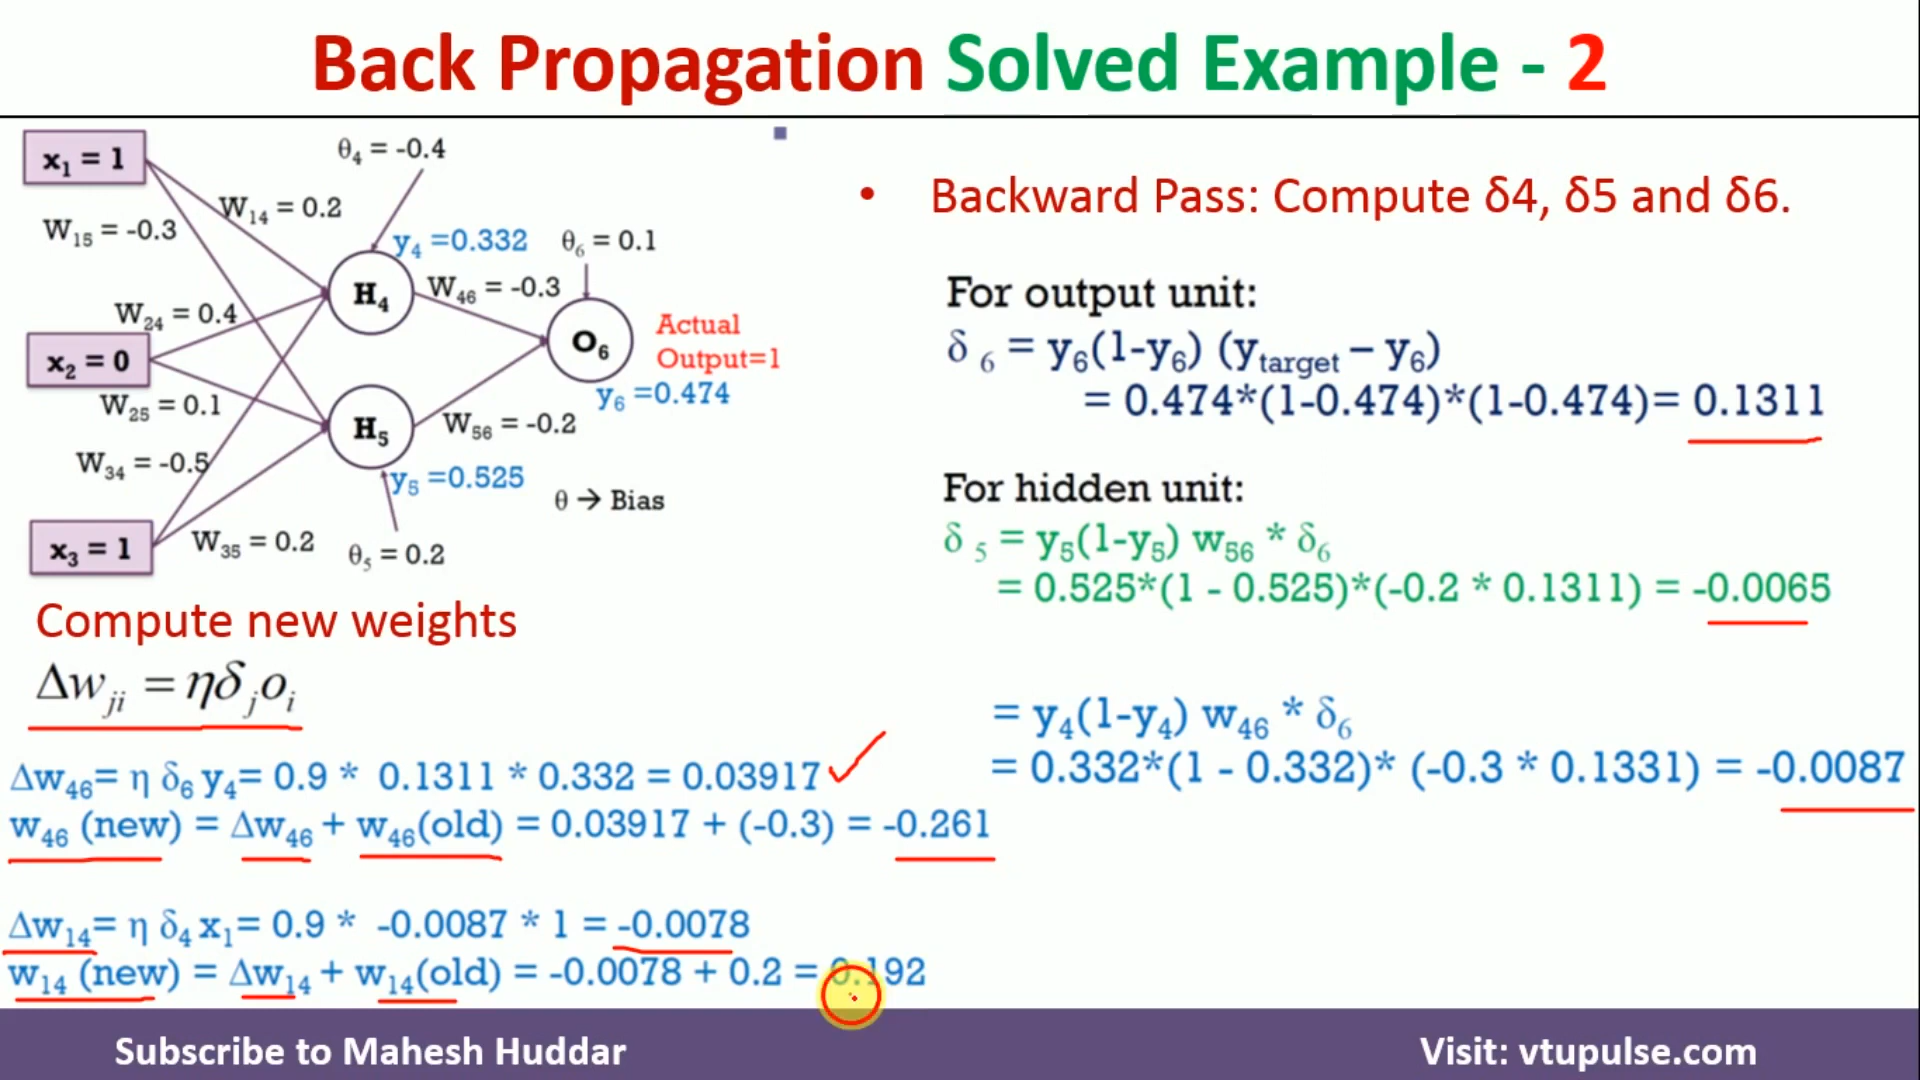 Back Propagation Solved Example - 2
x₁ = 1
θ₄ = -0.4
W₁₄ = 0.2
W₁₅ = -0.3
y₄ =0.332
θ₆ = 0.1
H₄
W₄₆ = -0.3
W₂₄ = 0.4
O₆
Actual
Output=1
y₆ =0.474
x₂ = 0
W₂₅ = 0.1
H₅
W₅₆ = -0.2
W₃₄ = -0.5
y₅ =0.525
θ → Bias
x₃ = 1
W₃₅ = 0.2
θ₅ = 0.2
Compute new weights
Δw_ji = ηδ_j o_i
Δw₄₆= η δ₆ y₄= 0.9 * 0.1311 * 0.332 = 0.03917
w₄₆ (new) = Δw₄₆ + w₄₆(old) = 0.03917 + (-0.3) = -0.261
Δw₁₄= η δ₄ x₁= 0.9 * -0.0087 * 1 = -0.0078
w₁₄ (new) = Δw₁₄ + w₁₄(old) = -0.0078 + 0.2 = 0.192
• Backward Pass: Compute δ4, δ5 and δ6.
For output unit:
δ ₆ = y₆(1-y₆) (y_target – y₆)
= 0.474*(1-0.474)*(1-0.474)= 0.1311
For hidden unit:
δ ₅ = y₅(1-y₅) w₅₆ * δ₆
= 0.525*(1 - 0.525)*(-0.2 * 0.1311) = -0.0065
= y₄(1-y₄) w₄₆ * δ₆
= 0.332*(1 - 0.332)* (-0.3 * 0.1331) = -0.0087
Subscribe to Mahesh Huddar
Visit: vtupulse.com